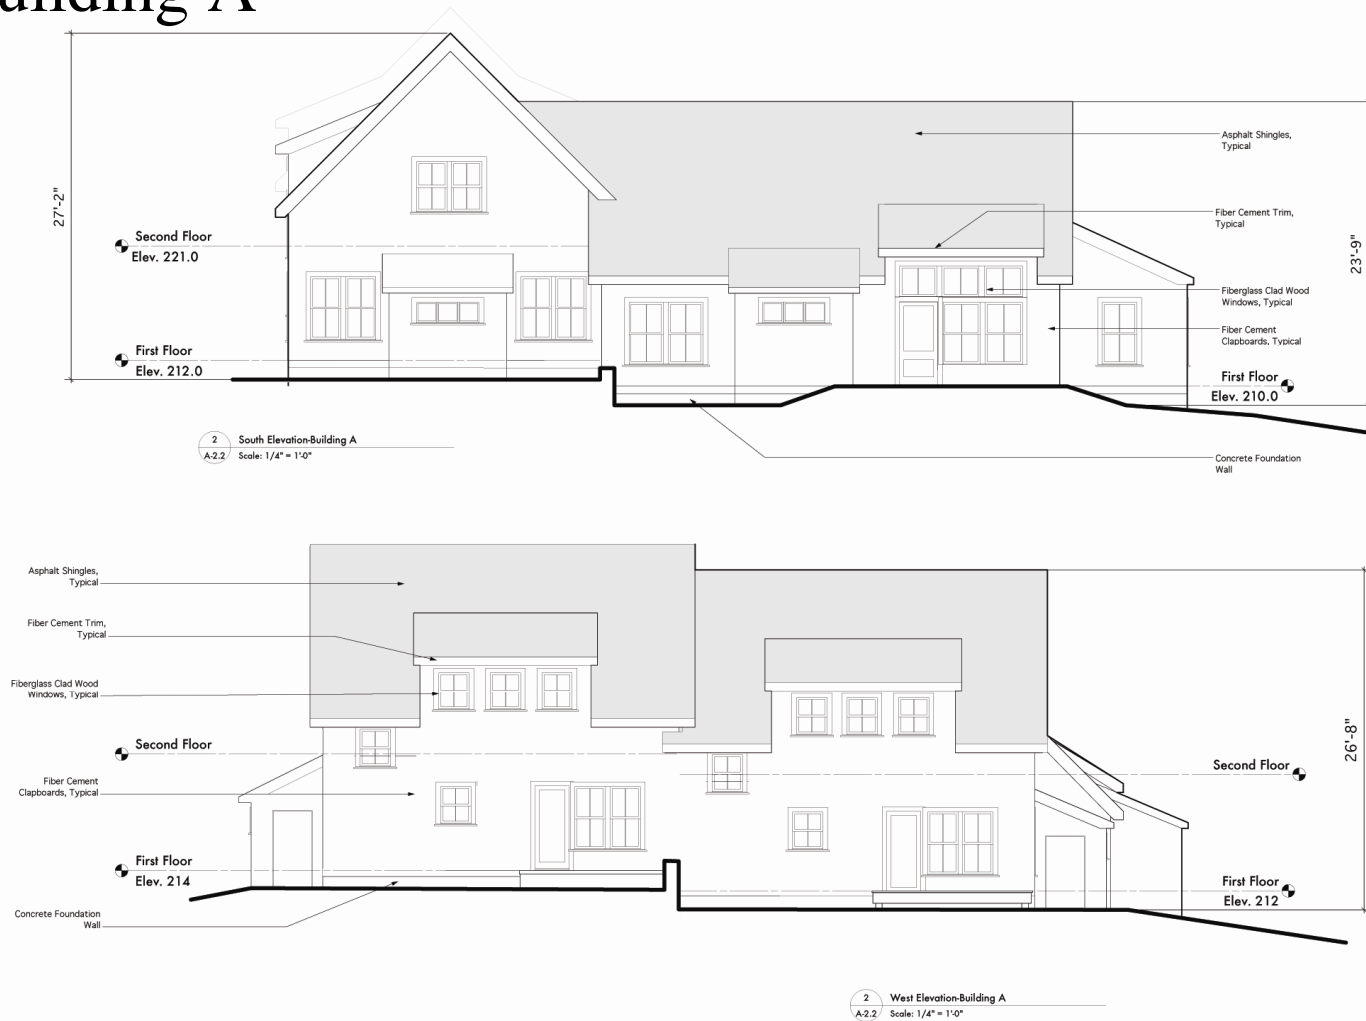 Building A
27'-2"
Second Floor
Elev. 221.0
First Floor
Elev. 212.0
Asphalt Shingles,
Typical
Fiber Cement Trim,
Typical
23'-9"
Fiberglass Clad Wood
Windows, Typical
Fiber Cement
Clapboards, Typical
First Floor
Elev. 210.0
Concrete Foundation
Wall
2
A-2.2
South Elevation-Building A
Scale: 1/4" = 1'-0"
Asphalt Shingles,
Typical
Fiber Cement Trim,
Typical
Fiberglass Clad Wood
Windows, Typical
Second Floor
Fiber Cement
Clapboards, Typical
First Floor
Elev. 214
Concrete Foundation
Wall
26'-8"
Second Floor
First Floor
Elev. 212
2
A-2.2
West Elevation-Building A
Scale: 1/4" = 1'-0"